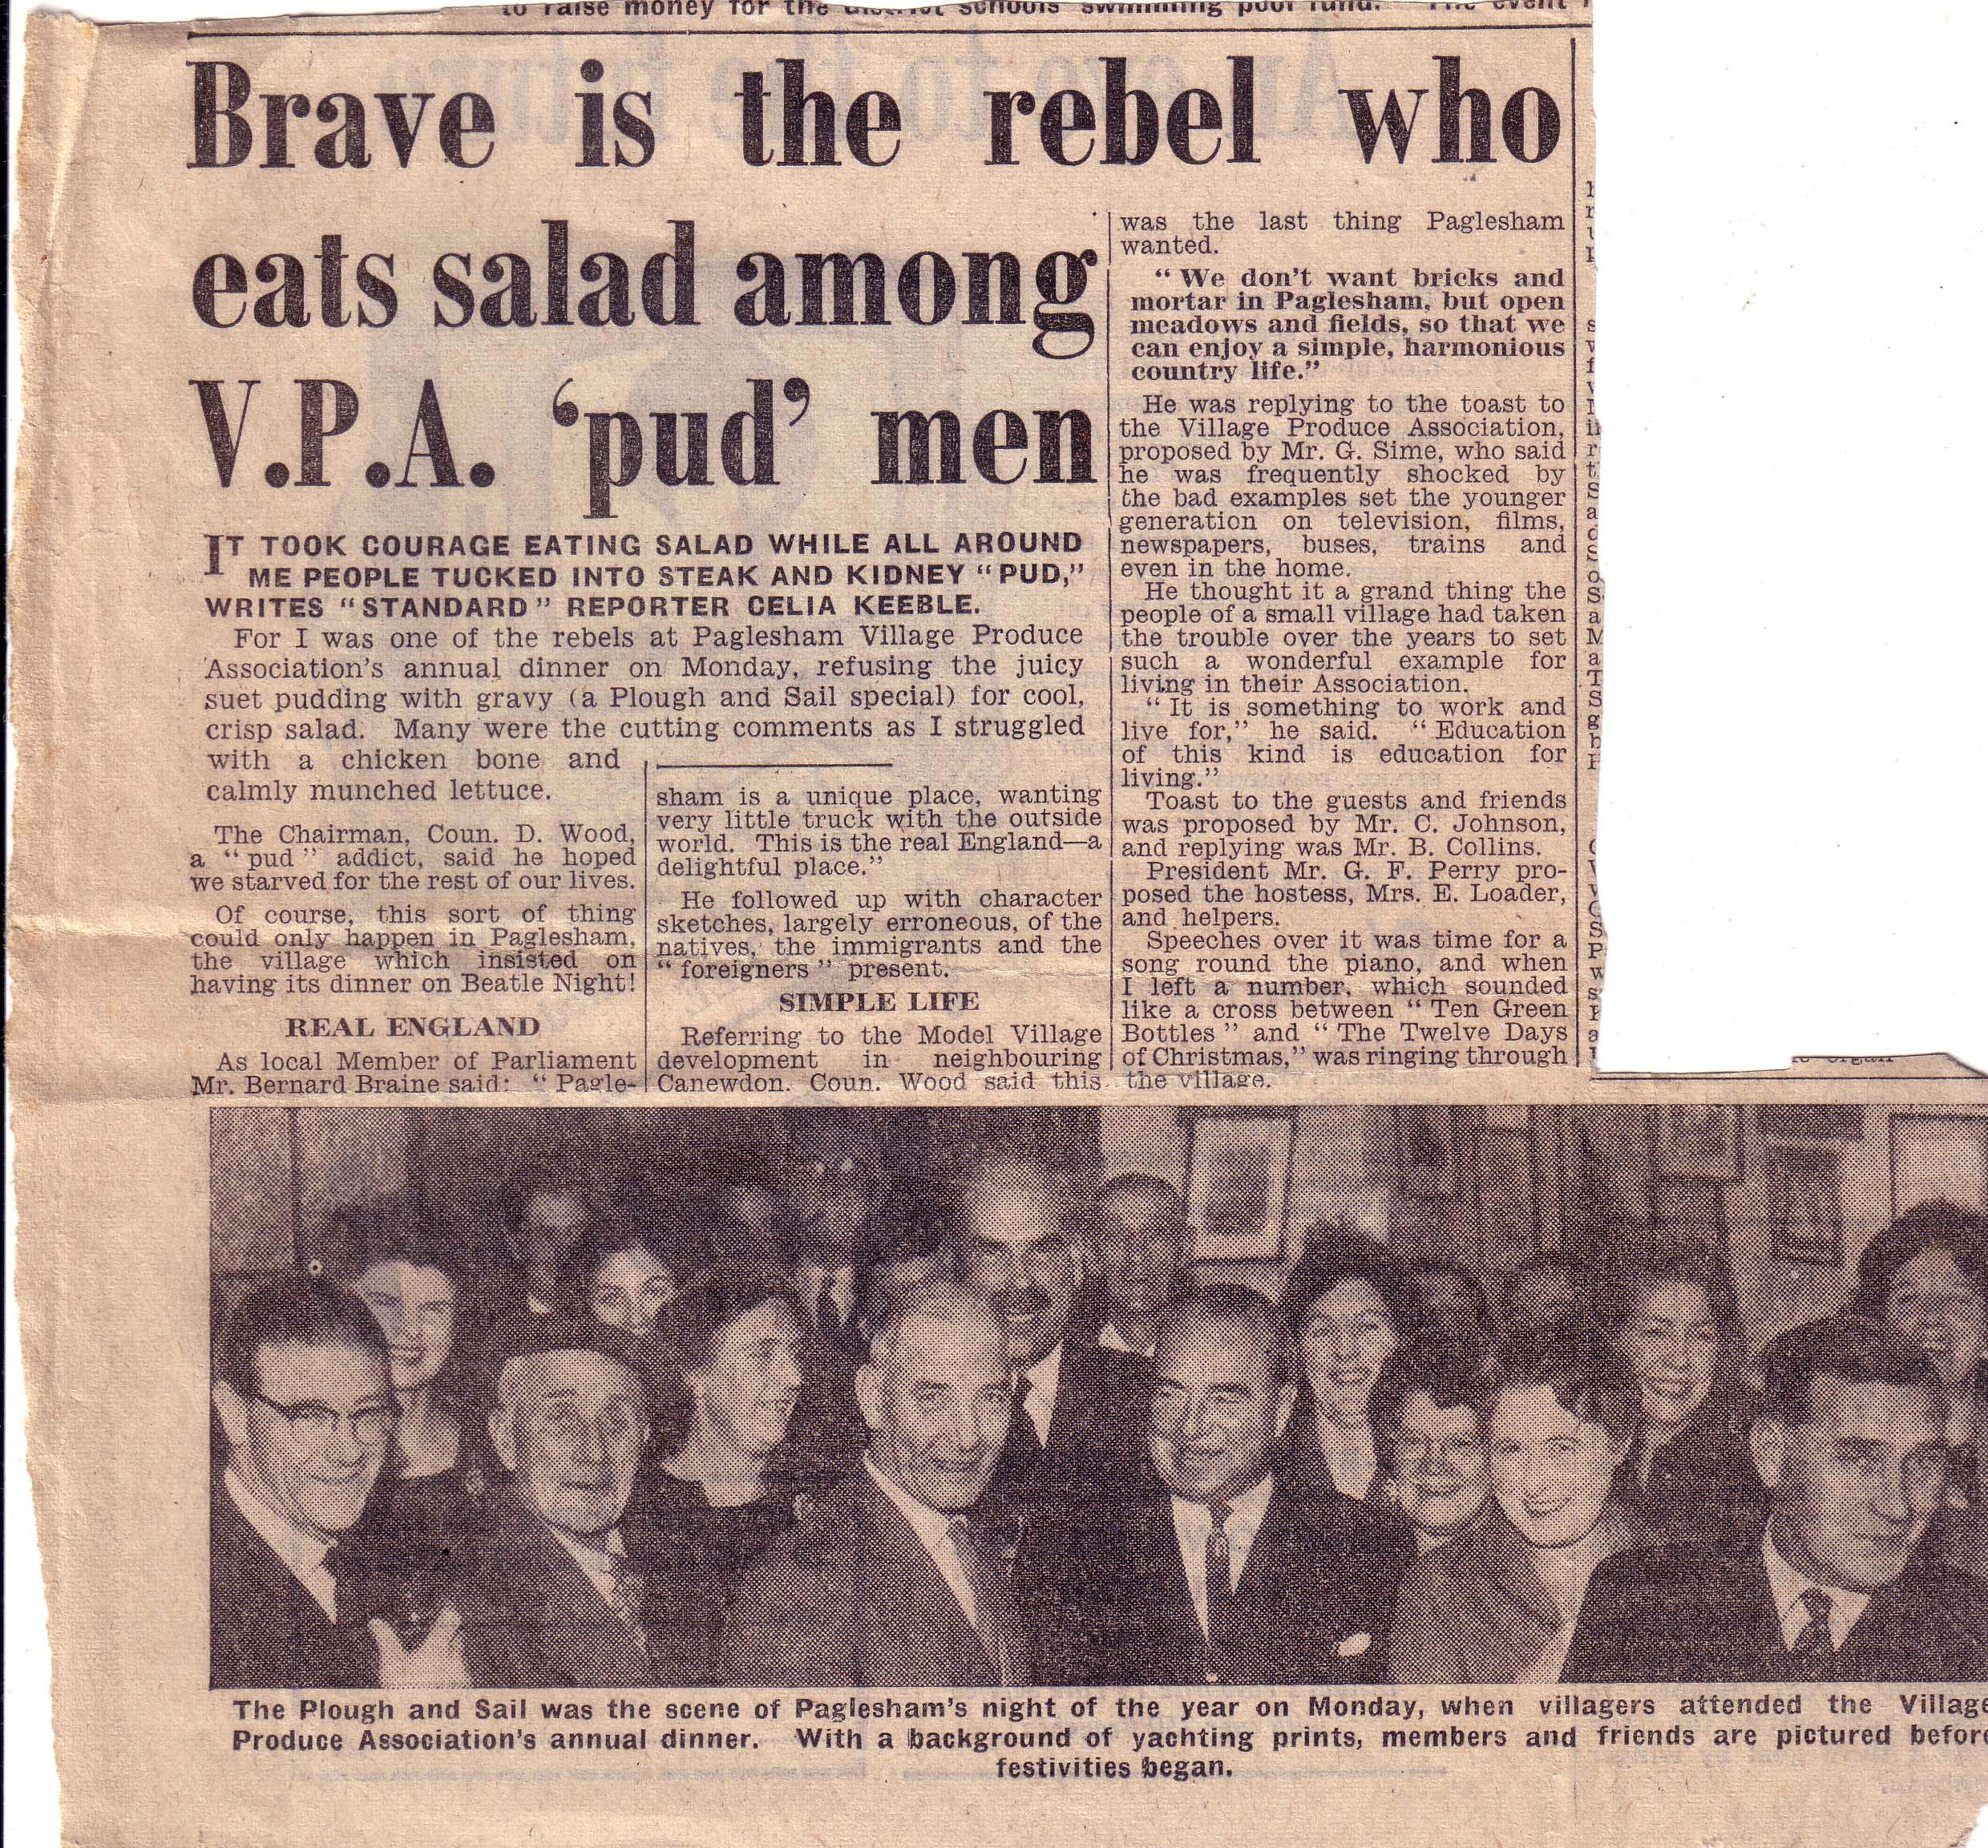 to raise money for the district schools swimming pool fund. The event
Brave is the rebel who
eats salad among
V.P.A. ‘pud’ men
IT TOOK COURAGE EATING SALAD WHILE ALL AROUND
ME PEOPLE TUCKED INTO STEAK AND KIDNEY “PUD,”
WRITES “STANDARD” REPORTER CELIA KEEBLE.
For I was one of the rebels at Paglesham Village Produce
Association's annual dinner on Monday, refusing the juicy
suet pudding with gravy (a Plough and Sail special) for cool,
crisp salad. Many were the cutting comments as I struggled
with a chicken bone and
calmly munched lettuce.
The Chairman, Coun. D. Wood,
a “pud” addict, said he hoped
we starved for the rest of our lives.
Of course, this sort of thing
could only happen in Paglesham,
the village which insisted on
having its dinner on Beatle Night!
REAL ENGLAND
As local Member of Parliament
Mr. Bernard Braine said: “Pagle-
sham is a unique place, wanting
very little truck with the outside
world. This is the real England—a
delightful place.”
He followed up with character
sketches, largely erroneous, of the
natives, the immigrants and the
“foreigners” present.
SIMPLE LIFE
Referring to the Model Village
development in neighbouring
Canewdon. Coun. Wood said this
was the last thing Paglesham
wanted.
“We don't want bricks and
mortar in Paglesham, but open
meadows and fields, so that we
can enjoy a simple, harmonious
country life.”
He was replying to the toast to
the Village Produce Association,
proposed by Mr. G. Sime, who said
he was frequently shocked by
the bad examples set the younger
generation on television, films,
newspapers, buses, trains and
even in the home.
He thought it a grand thing the
people of a small village had taken
the trouble over the years to set
such a wonderful example for
living in their Association.
“It is something to work and
live for,” he said. “Education
of this kind is education for
living.”
Toast to the guests and friends
was proposed by Mr. C. Johnson,
and replying was Mr. B. Collins.
President Mr. G. F. Perry pro-
posed the hostess, Mrs. E. Loader,
and helpers.
Speeches over it was time for a
song round the piano, and when
I left a number, which sounded
like a cross between “Ten Green
Bottles” and “The Twelve Days
of Christmas,” was ringing through
the village.
The Plough and Sail was the scene of Paglesham's night of the year on Monday, when villagers attended the Village
Produce Association's annual dinner. With a background of yachting prints, members and friends are pictured before
festivities began.